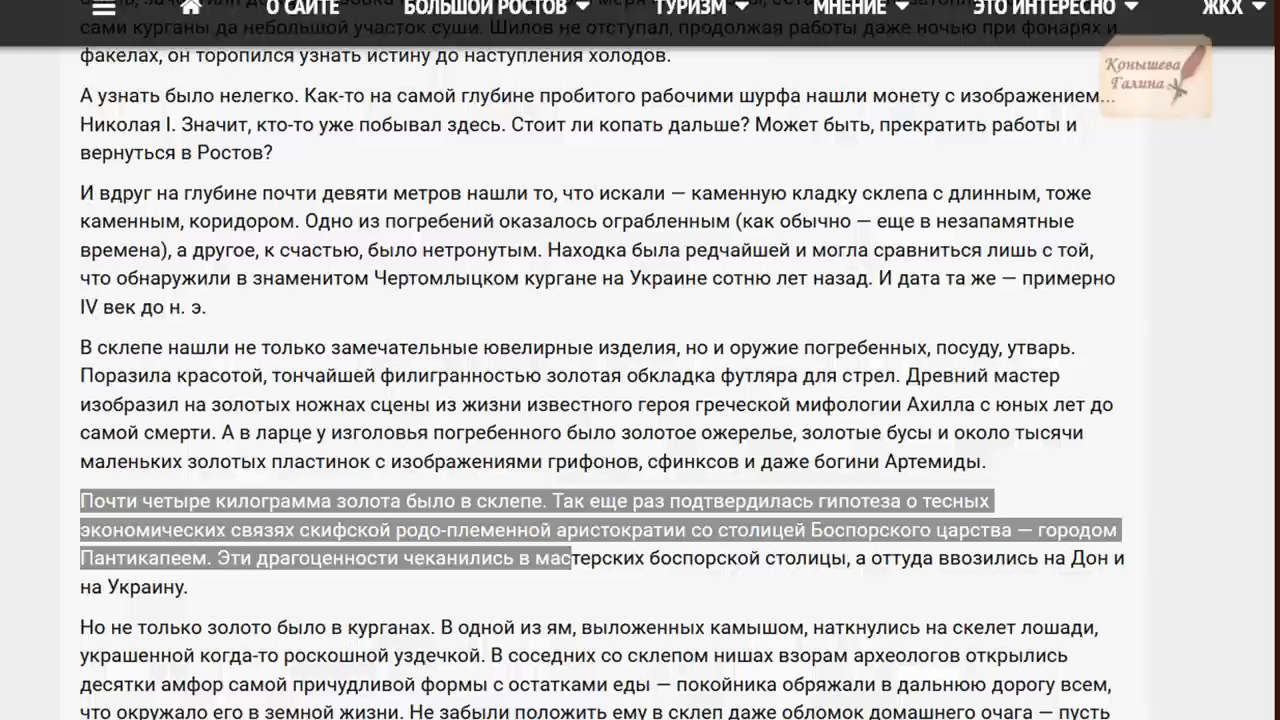 О САЙТЕ
БОЛЬШОЙ РОСТОВ
ТУРИЗМ
МНЕНИЕ
ЭТО ИНТЕРЕСНО
ЖКХ
сами курганы да небольшой участок суши. Шилов не отступал, продолжая работы даже ночью при фонарях и
факелах, он торопился узнать истину до наступления холодов.
Конышева
Галина
А узнать было нелегко. Как-то на самой глубине пробитого рабочими шурфа нашли монету с изображением...
Николая I. Значит, кто-то уже побывал здесь. Стоит ли копать дальше? Может быть, прекратить работы и
вернуться в Ростов?
И вдруг на глубине почти девяти метров нашли то, что искали — каменную кладку склепа с длинным, тоже
каменным, коридором. Одно из погребений оказалось ограбленным (как обычно — еще в незапамятные
времена), а другое, к счастью, было нетронутым. Находка была редчайшей и могла сравниться лишь с той,
что обнаружили в знаменитом Чертомлыцком кургане на Украине сотню лет назад. И дата та же — примерно
IV век до н. э.
В склепе нашли не только замечательные ювелирные изделия, но и оружие погребенных, посуду, утварь.
Поразила красотой, тончайшей филигранностью золотая обкладка футляра для стрел. Древний мастер
изобразил на золотых ножнах сцены из жизни известного героя греческой мифологии Ахилла с юных лет до
самой смерти. А в ларце у изголовья погребенного было золотое ожерелье, золотые бусы и около тысячи
маленьких золотых пластинок с изображениями грифонов, сфинксов и даже богини Артемиды.
Почти четыре килограмма золота было в склепе. Так еще раз подтвердилась гипотеза о тесных
экономических связях скифской родо-племенной аристократии со столицей Боспорского царства — городом
Пантикапеем. Эти драгоценности чеканились в мастерских боспорской столицы, а оттуда ввозились на Дон и
на Украину.
Но не только золото было в курганах. В одной из ям, выложенных камышом, наткнулись на скелет лошади,
украшенной когда-то роскошной уздечкой. В соседних со склепом нишах взорам археологов открылись
десятки амфор самой причудливой формы с остатками еды — покойника обряжали в дальнюю дорогу всем,
что окружало его в земной жизни. Не забыли положить ему в склеп даже обломок домашнего очага — пусть